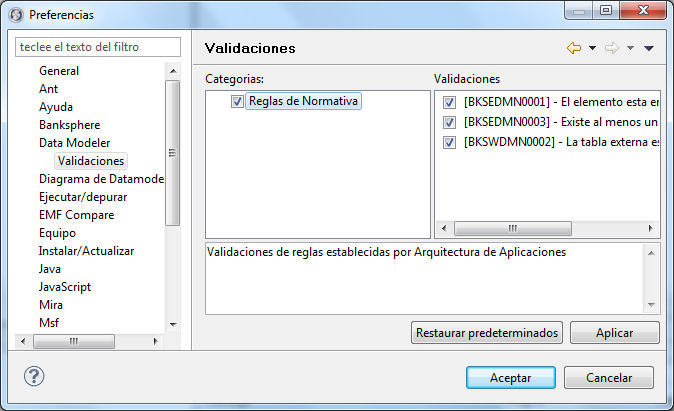 Preferencias
teclee el texto del filtro
General
Ant
Ayuda
Banksphere
Data Modeler
Validaciones
Diagrama de Datamode
Ejecutar/depurar
EMF Compare
Equipo
Instalar/Actualizar
Java
JavaScript
Mira
Msf
Validaciones
Categorias:
Reglas de Normativa
Validaciones
[BKSEDMN0001] - El elemento esta en
[BKSEDMN0003] - Existe al menos un
[BKSWDMN0002] - La tabla externa es
Validaciones de reglas establecidas por Arquitectura de Aplicaciones
Restaurar predeterminados
Aplicar
?
Aceptar
Cancelar